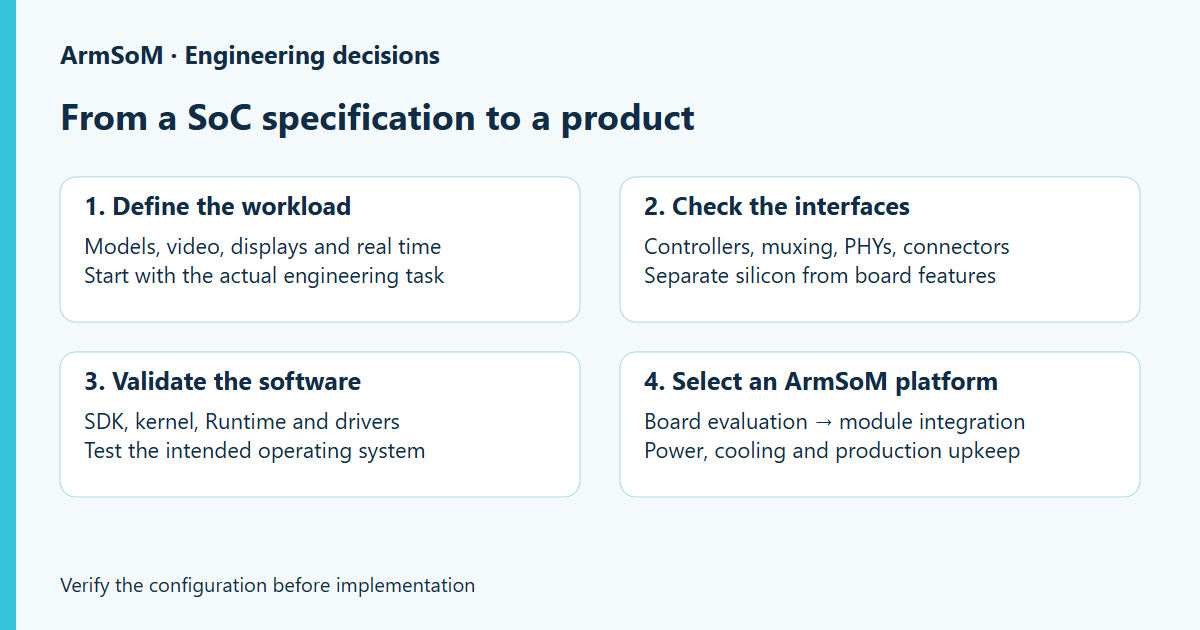 ArmSoM · Engineering decisions
From a SoC specification to a product
1. Define the workload
Models, video, displays and real time
Start with the actual engineering task
2. Check the interfaces
Controllers, muxing, PHYs, connectors
Separate silicon from board features
3. Validate the software
SDK, kernel, Runtime and drivers
Test the intended operating system
4. Select an ArmSoM platform
Board evaluation → module integration
Power, cooling and production upkeep
Verify the configuration before implementation